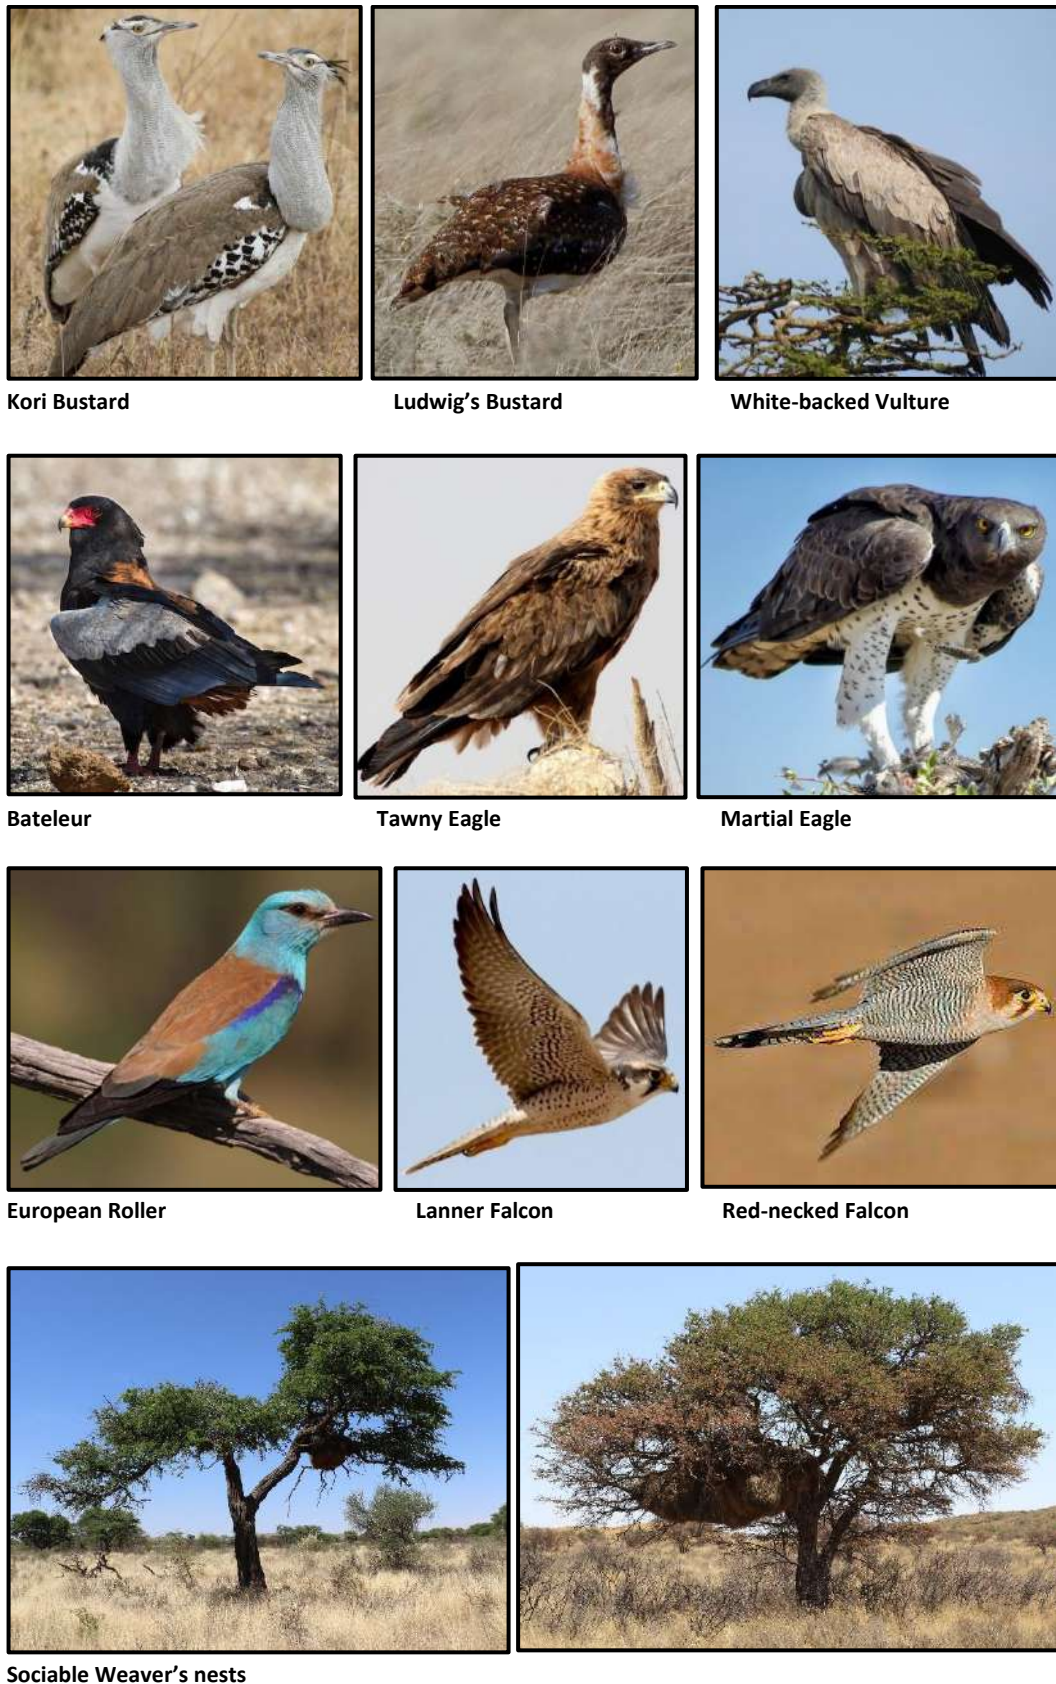 Kori Bustard
Ludwig’s Bustard
White-backed Vulture
Bateleur
Tawny Eagle
Martial Eagle
European Roller
Lanner Falcon
Red-necked Falcon
Sociable Weaver’s nests